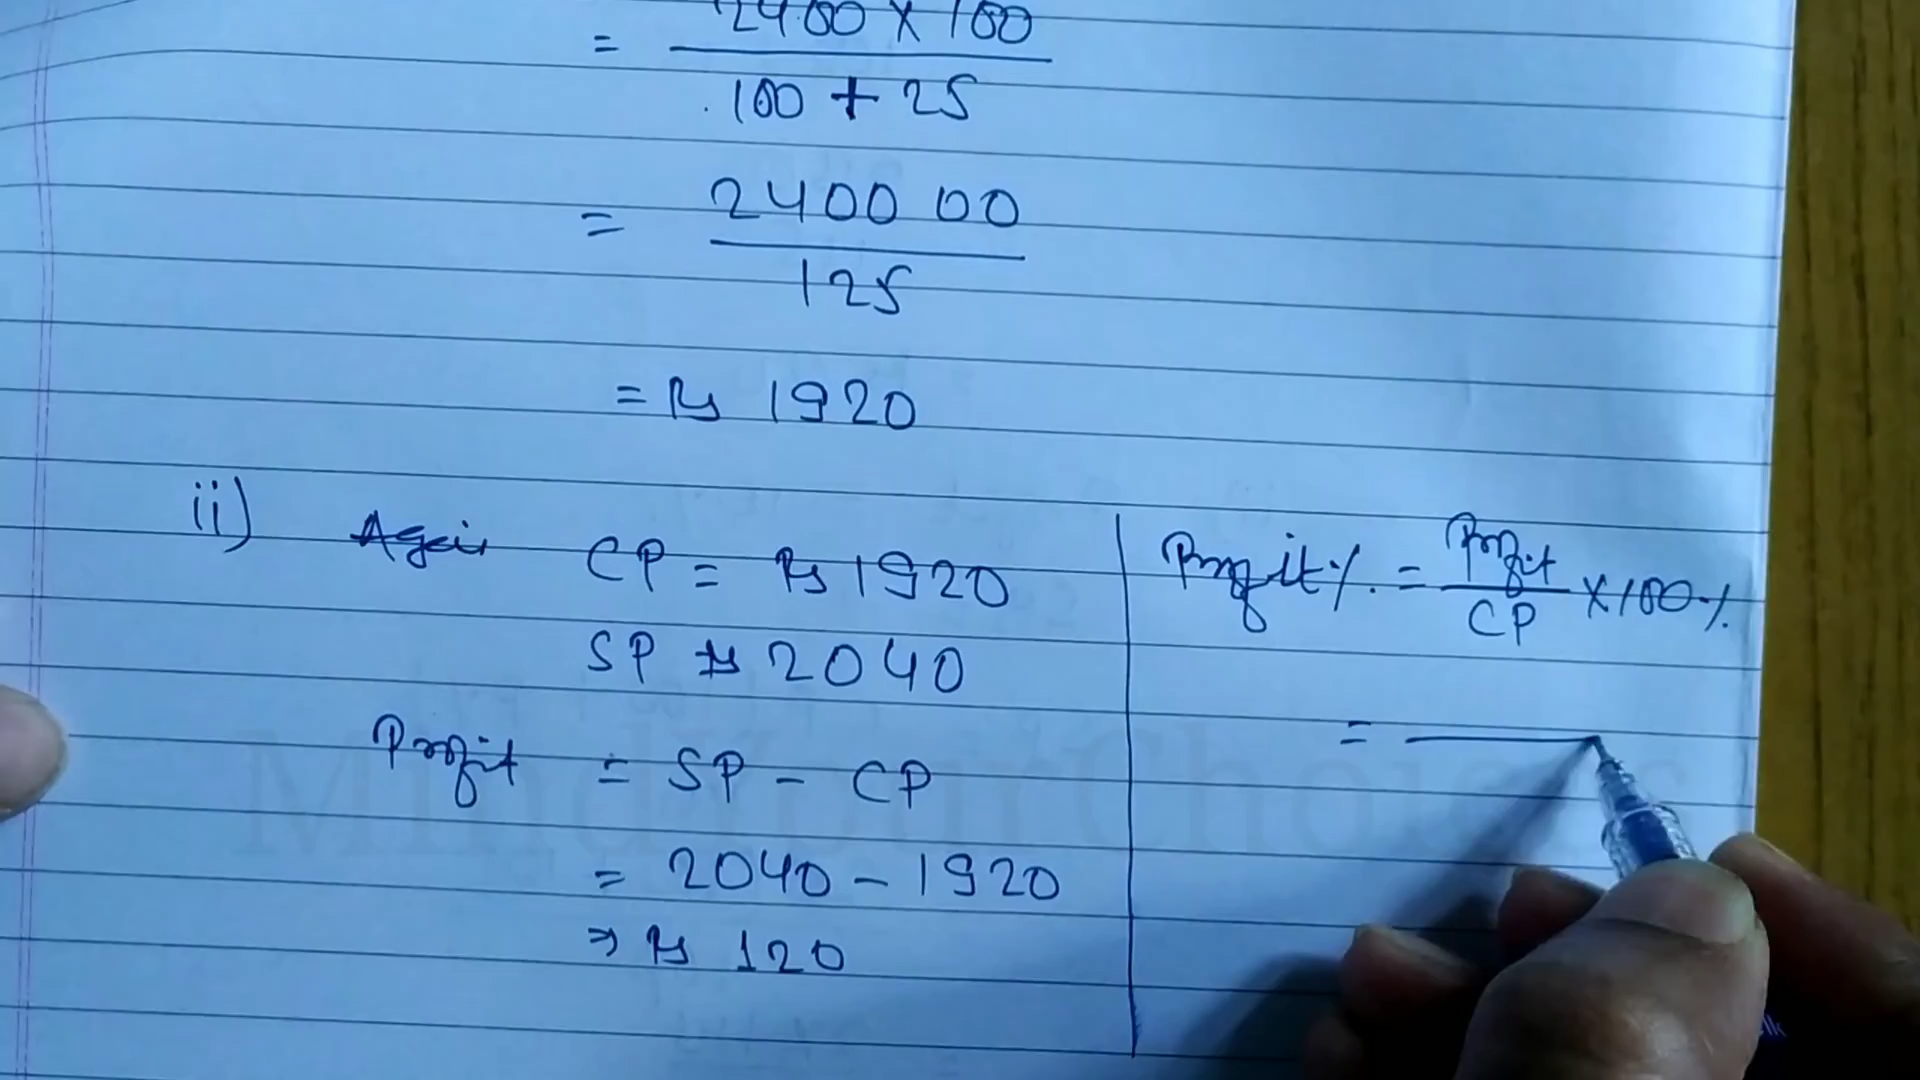 = 2400 × 100
100 + 25
= 240000
125
= Rs 1920
ii) Again CP = Rs 1920
SP Rs 2040
Profit = SP - CP
= 2040 - 1920
⇒ Rs 120
Profit% = Profit × 100%
CP
=
MindYourChoice